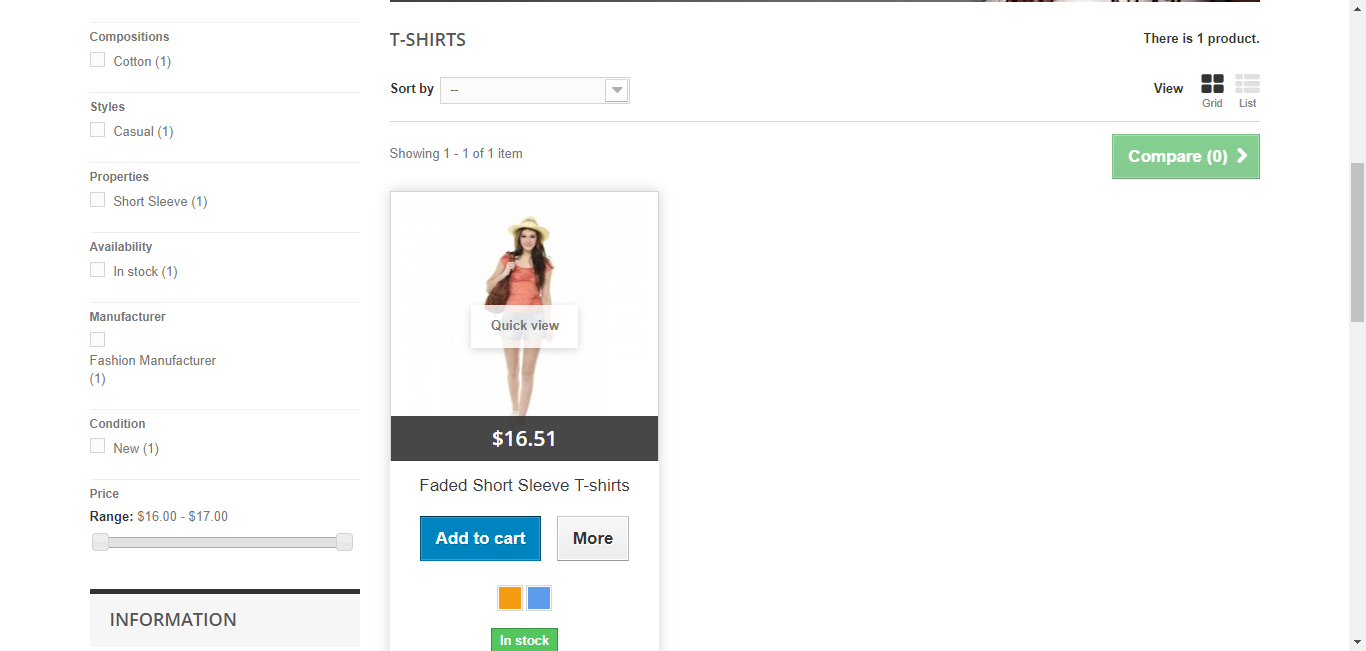 Compositions
Cotton (1)
Styles
Casual (1)
Properties
Short Sleeve (1)
Availability
In stock (1)
Manufacturer
Fashion Manufacturer
(1)
Condition
New (1)
Price
Range: $16.00 - $17.00
INFORMATION
T-SHIRTS
There is 1 product.
Sort by --
View
Grid List
Showing 1 - 1 of 1 item
Compare (0)
Quick view
$16.51
Faded Short Sleeve T-shirts
Add to cart More
In stock